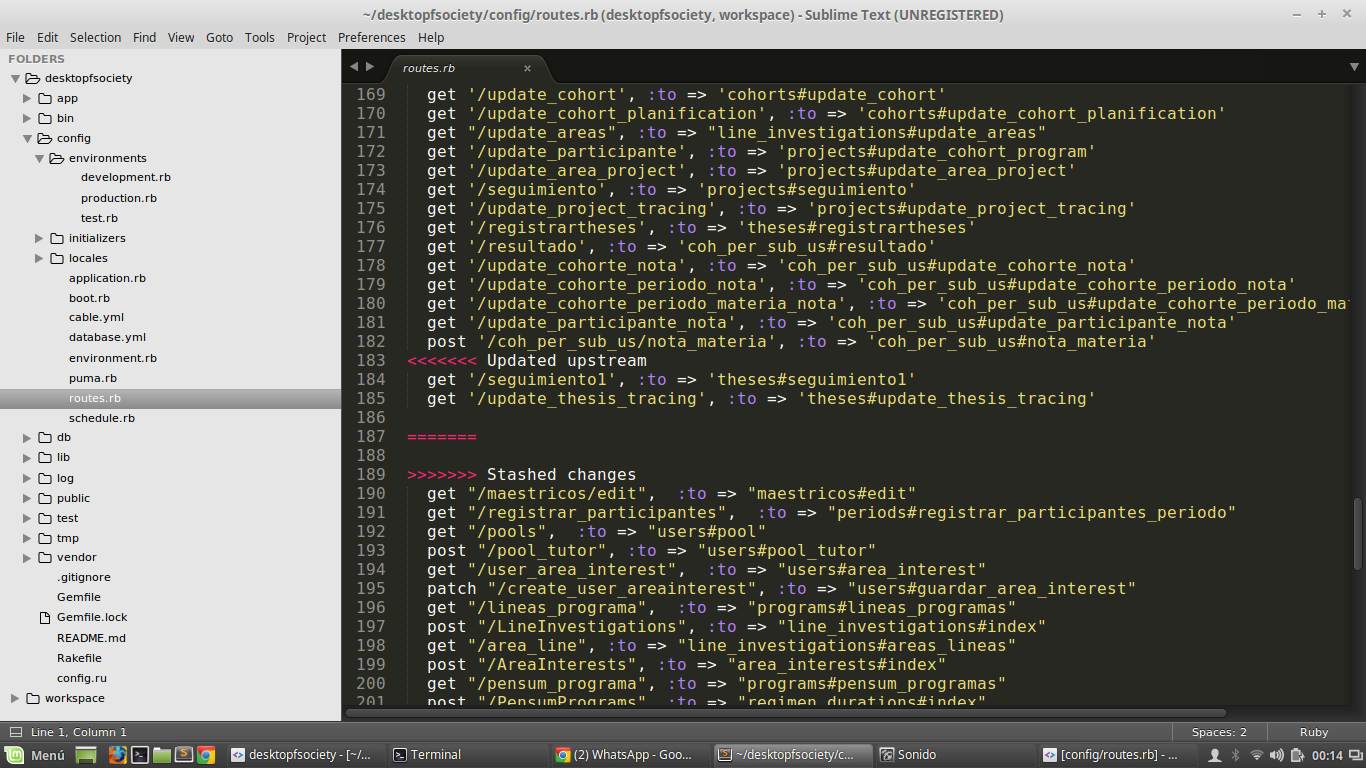 ~/desktopfsociety/config/routes.rb (desktopfsociety, workspace) - Sublime Text (UNREGISTERED)
File Edit Selection Find View Goto Tools Project Preferences Help
FOLDERS
desktopfsociety
app
bin
config
environments
development.rb
production.rb
test.rb
initializers
locales
application.rb
boot.rb
cable.yml
database.yml
environment.rb
puma.rb
routes.rb
schedule.rb
db
lib
log
public
test
tmp
vendor
.gitignore
Gemfile
Gemfile.lock
README.md
Rakefile
config.ru
workspace
routes.rb ×
169 get '/update_cohort', :to => 'cohorts#update_cohort'
170 get '/update_cohort_planification', :to => 'cohorts#update_cohort_planification'
171 get "/update_areas", :to => "line_investigations#update_areas"
172 get '/update_participante', :to => 'projects#update_cohort_program'
173 get '/update_area_project', :to => 'projects#update_area_project'
174 get '/seguimiento', :to => 'projects#seguimiento'
175 get '/update_project_tracing', :to => 'projects#update_project_tracing'
176 get '/registrartheses', :to => 'theses#registrartheses'
177 get '/resultado', :to => 'coh_per_sub_us#resultado'
178 get '/update_cohorte_nota', :to => 'coh_per_sub_us#update_cohorte_nota'
179 get '/update_cohorte_periodo_nota', :to => 'coh_per_sub_us#update_cohorte_periodo_nota'
180 get '/update_cohorte_periodo_materia_nota', :to => 'coh_per_sub_us#update_cohorte_periodo_ma
181 get '/update_participante_nota', :to => 'coh_per_sub_us#update_participante_nota'
182 post '/coh_per_sub_us/nota_materia', :to => 'coh_per_sub_us#nota_materia'
183 <<<<<<< Updated upstream
184 get '/seguimiento1', :to => 'theses#seguimiento1'
185 get '/update_thesis_tracing', :to => 'theses#update_thesis_tracing'
186
187 =======
188
189 >>>>>>> Stashed changes
190 get "/maestricos/edit",  :to => "maestricos#edit"
191 get "/registrar_participantes",  :to => "periods#registrar_participantes_periodo"
192 get "/pools",  :to => "users#pool"
193 post "/pool_tutor", :to => "users#pool_tutor"
194 get "/user_area_interest",  :to => "users#area_interest"
195 patch "/create_user_areainterest", :to => "users#guardar_area_interest"
196 get "/lineas_programa",  :to => "programs#lineas_programas"
197 post "/LineInvestigations", :to => "line_investigations#index"
198 get "/area_line", :to => "line_investigations#areas_lineas"
199 post "/AreaInterests", :to => "area_interests#index"
200 get "/pensum_programa", :to => "programs#pensum_programas"
201 post "/PensumPrograms"  :to => "regimen_durations#index"
Line 1, Column 1 Spaces: 2 Ruby
Menú desktopfsociety - [~/... Terminal (2) WhatsApp - Goo... ~/desktopfsociety/c... Sonido [config/routes.rb] - ... 00:14